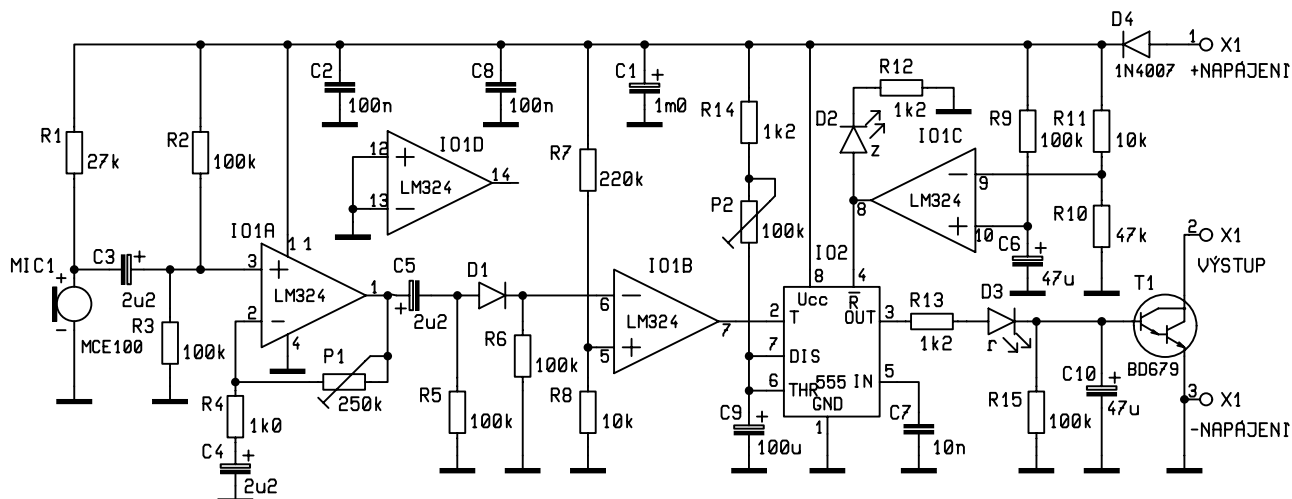 D4
1
X1
1N4007
+NAPÁJENÍ
C2
100n
C8
100n
C1
+
1m0
R14
1k2
R12
1k2
D2
z
IO1C
R9
100k
R11
10k
R1
27k
R2
100k
12
+
IO1D
14
LM324
13
−
R7
220k
P2
100k
−
9
LM324
8
+
10
R10
47k
C6
+
47u
2
X1
VÝSTUP
MIC1
+
-
MCE100
C3
+
2u2
IO1A
11
3
+
LM324
1
2
−
4
R3
100k
P1
250k
R4
1k0
C4
+
2u2
C5
+
2u2
D1
R6
100k
R5
100k
IO1B
6
−
LM324
7
5
+
R8
10k
IO2
8
4
Ucc
R
2
T
OUT
3
7
DIS
6
THR
555
IN
5
GND
1
C9
+
100u
C7
10n
R13
1k2
D3
r
R15
100k
C10
+
47u
T1
BD679
3
X1
-NAPÁJENÍ